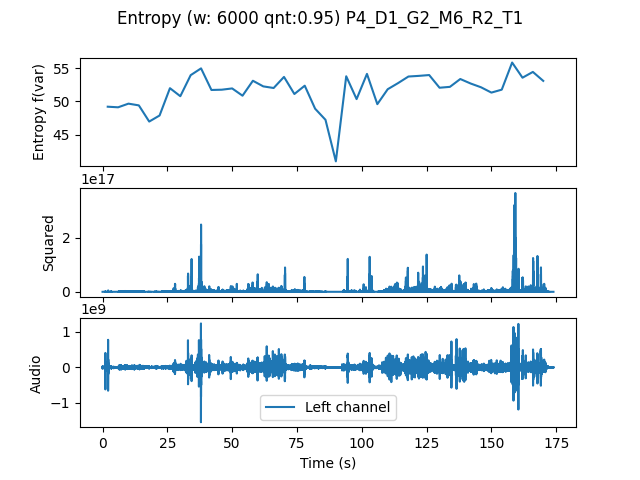 Entropy (w: 6000 qnt:0.95) P4_D1_G2_M6_R2_T1
Entropy f(var)
55
50
45
1e17
Squared
2
0
1e9
Audio
1
0
−1
Left channel
0 25 50 75 100 125 150 175
Time (s)